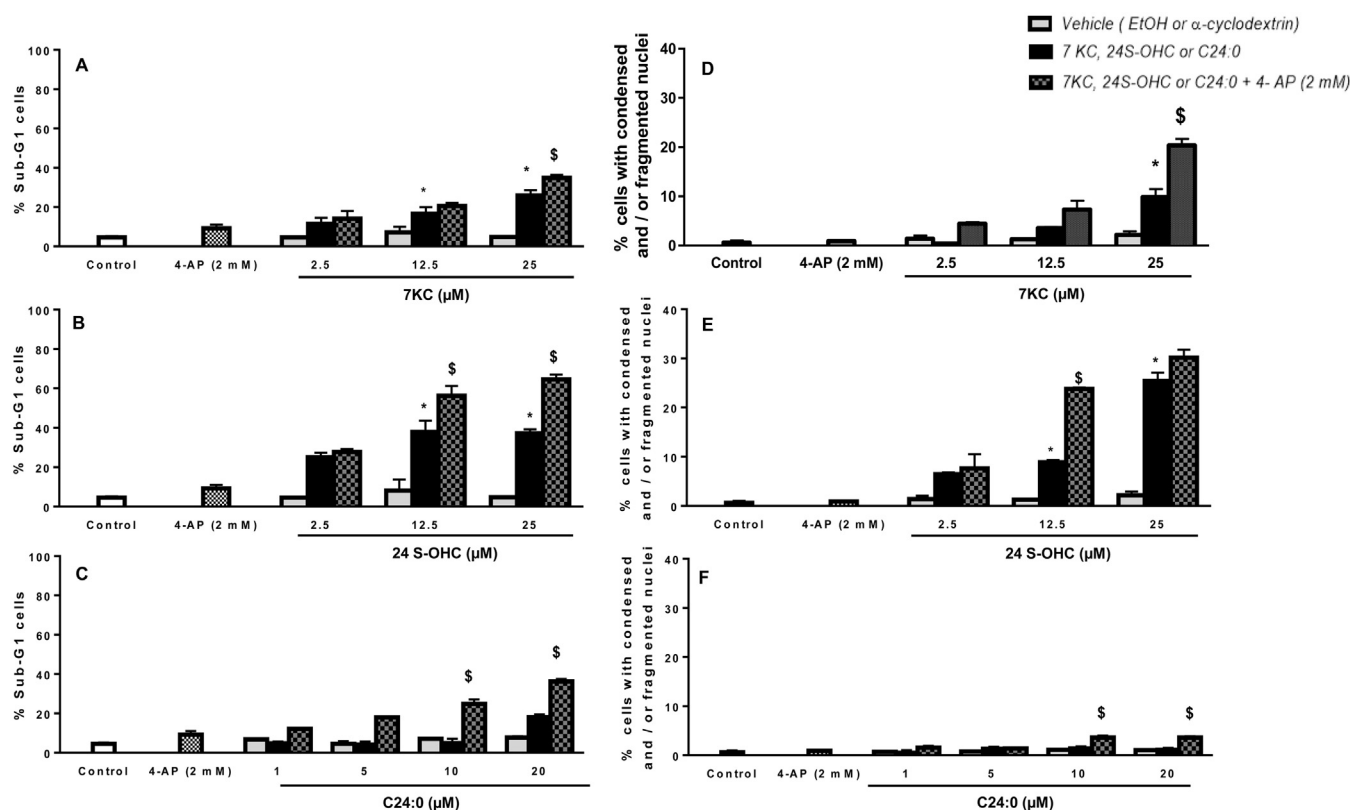 Vehicle ( EtOH or α-cyclodextrin)
7 KC, 24S-OHC or C24:0
7KC, 24S-OHC or C24:0 + 4- AP (2 mM)
A
% Sub-G1 cells
100
80
60
40
20
0
*
*
$
Control
4-AP (2 mM)
2.5
12.5
25
7KC (µM)
D
% cells with condensed
and / or fragmented nuclei
40
30
20
10
0
*
$
Control
4-AP (2 mM)
2.5
12.5
25
7KC (µM)
B
% Sub-G1 cells
100
80
60
40
20
0
*
$
*
$
Control
4-AP (2 mM)
2.5
12.5
25
24 S-OHC (µM)
E
% cells with condensed
and / or fragmented nuclei
40
30
20
10
0
*
$
*
Control
4-AP (2 mM)
2.5
12.5
25
24 S-OHC (µM)
C
% Sub-G1 cells
100
80
60
40
20
0
$
$
Control
4-AP (2 mM)
1
5
10
20
C24:0 (µM)
F
% cells with condensed
and / or fragmented nuclei
40
30
20
10
0
$
$
Control
4-AP (2 mM)
1
5
10
20
C24:0 (µM)